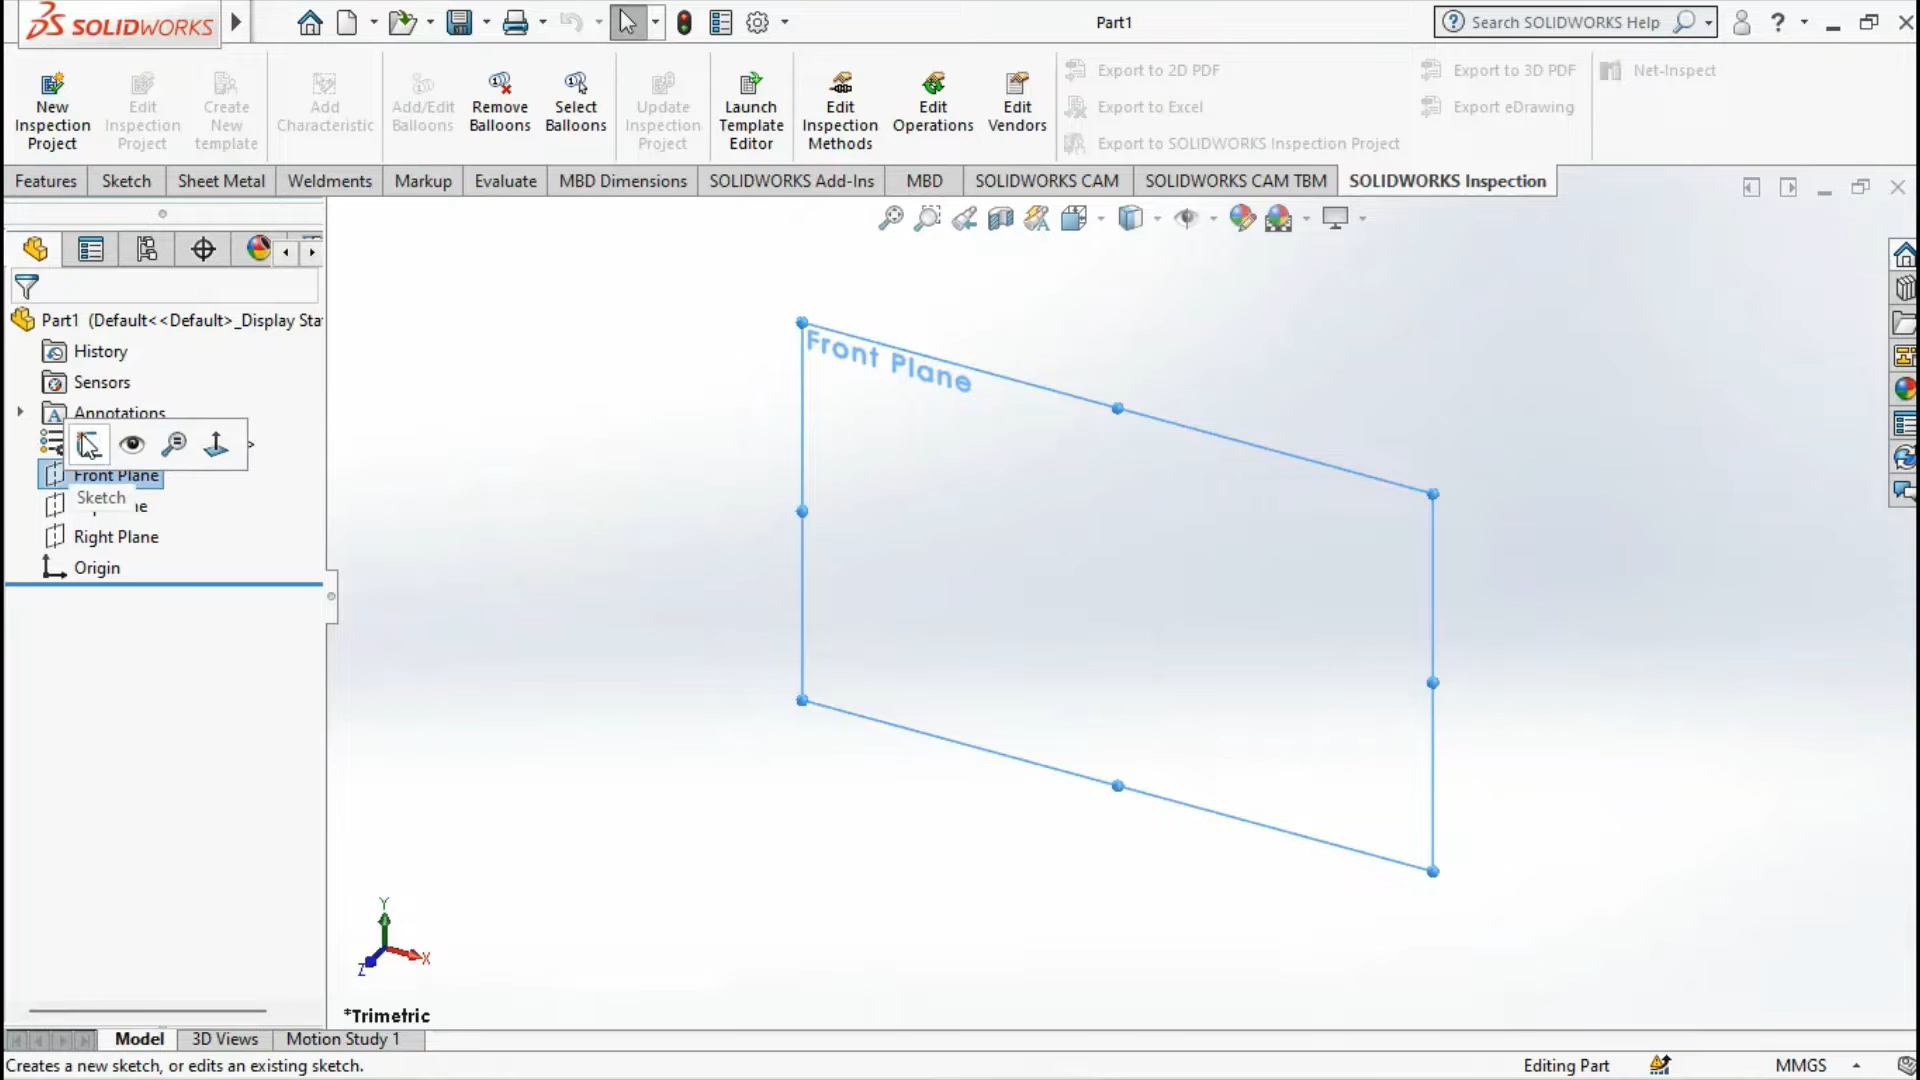 SOLIDWORKS
Part1
Search SOLIDWORKS Help
New Inspection Project
Edit Inspection Project
Create New template
Add Characteristic
Add/Edit Balloons
Remove Balloons
Select Balloons
Update Inspection Project
Launch Template Editor
Edit Inspection Methods
Edit Operations
Edit Vendors
Export to 2D PDF
Export to Excel
Export to SOLIDWORKS Inspection Project
Export to 3D PDF
Export eDrawing
Net-Inspect
Features
Sketch
Sheet Metal
Weldments
Markup
Evaluate
MBD Dimensions
SOLIDWORKS Add-Ins
MBD
SOLIDWORKS CAM
SOLIDWORKS CAM TBM
SOLIDWORKS Inspection
Part1 (Default<<Default>_Display Sta
History
Sensors
Annotations
Front Plane
Sketch
Right Plane
Origin
Front Plane
Y
X
Z
*Trimetric
Model
3D Views
Motion Study 1
Creates a new sketch, or edits an existing sketch.
Editing Part
MMGS